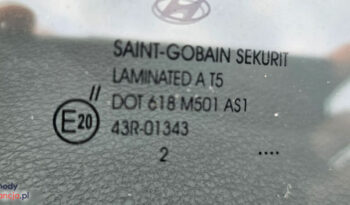 SAINT-GOBAIN SEKURIT
LAMINATED A T5
DOT 618 M501 AS1
E20
//
43R-01343
2 ....